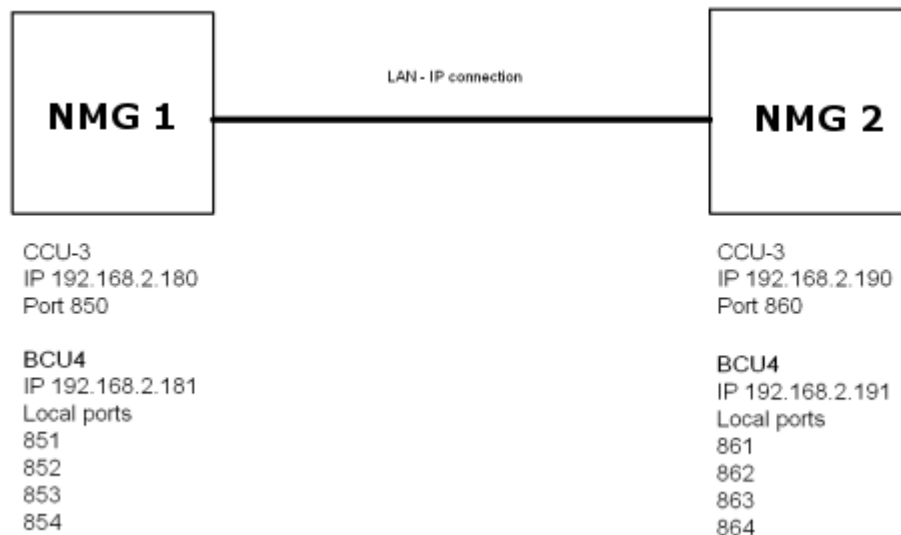 LAN - IP connection
NMG 1
NMG 2
CCU-3
IP 192.168.2.180
Port 850
BCU4
IP 192.168.2.181
Local ports
851
852
853
854
CCU-3
IP 192.168.2.190
Port 860
BCU4
IP 192.168.2.191
Local ports
861
862
863
864